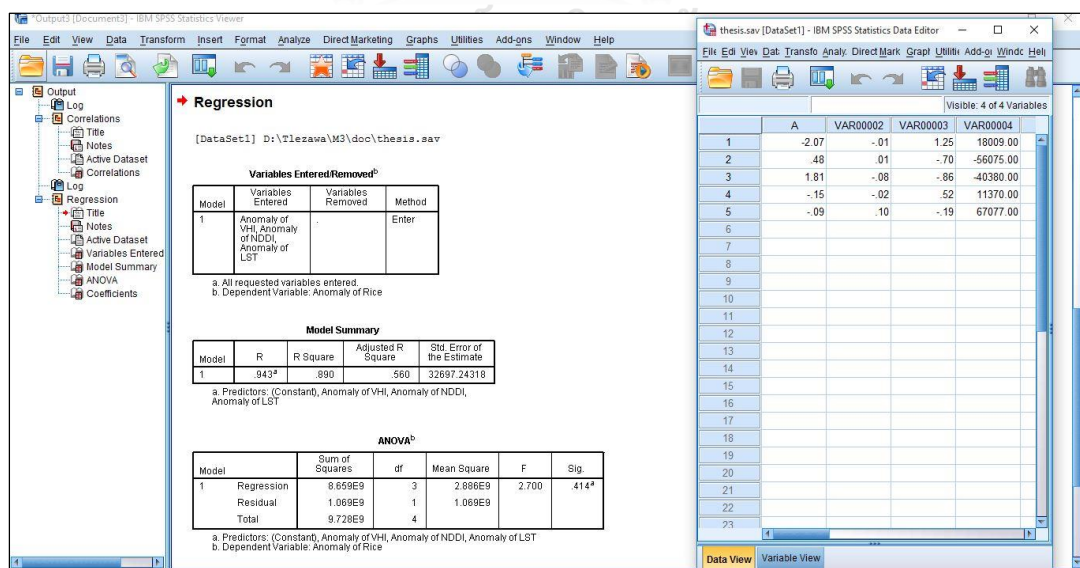 *Output3 [Document3] - IBM SPSS Statistics Viewer
File Edit View Data Transform Insert Format Analyze Direct Marketing Graphs Utilities Add-ons Window Help
Output
Log
Correlations
Title
Notes
Active Dataset
Correlations
Log
Regression
Title
Notes
Active Dataset
Variables Entered
Model Summary
ANOVA
Coefficients
Regression
[DataSet1] D:\Tlezawa\M3\doc\thesis.sav
Variables Entered/Removedb
Model Variables Entered Variables Removed Method
1 Anomaly of VHI, Anomaly of NDDI, Anomaly of LST . Enter
a. All requested variables entered.
b. Dependent Variable: Anomaly of Rice
Model Summary
Model R R Square Adjusted R Square Std. Error of the Estimate
1 .943a .890 .560 32697.24318
a. Predictors: (Constant), Anomaly of VHI, Anomaly of NDDI,
Anomaly of LST
ANOVAb
Model Sum of Squares df Mean Square F Sig.
1 Regression 8.659E9 3 2.886E9 2.700 .414a
Residual 1.069E9 1 1.069E9
Total 9.728E9 4
a. Predictors: (Constant), Anomaly of VHI, Anomaly of NDDI, Anomaly of LST
b. Dependent Variable: Anomaly of Rice
thesis.sav [DataSet1] - IBM SPSS Statistics Data Editor
File Edi Transfo Analy. Direct Mark Grapl Utiliti Add-o Windc Hel
Visible: 4 of 4 Variables
A VAR00002 VAR00003 VAR00004
1 -2.07 -.01 1.25 18009.00
2 .48 .01 -.70 -56075.00
3 1.81 -.08 -.86 -40380.00
4 -.15 -.02 .52 11370.00
5 -.09 .10 -.19 67077.00
6
7
8
9
10
11
12
13
14
15
16
17
18
19
20
21
22
23
Data View Variable View